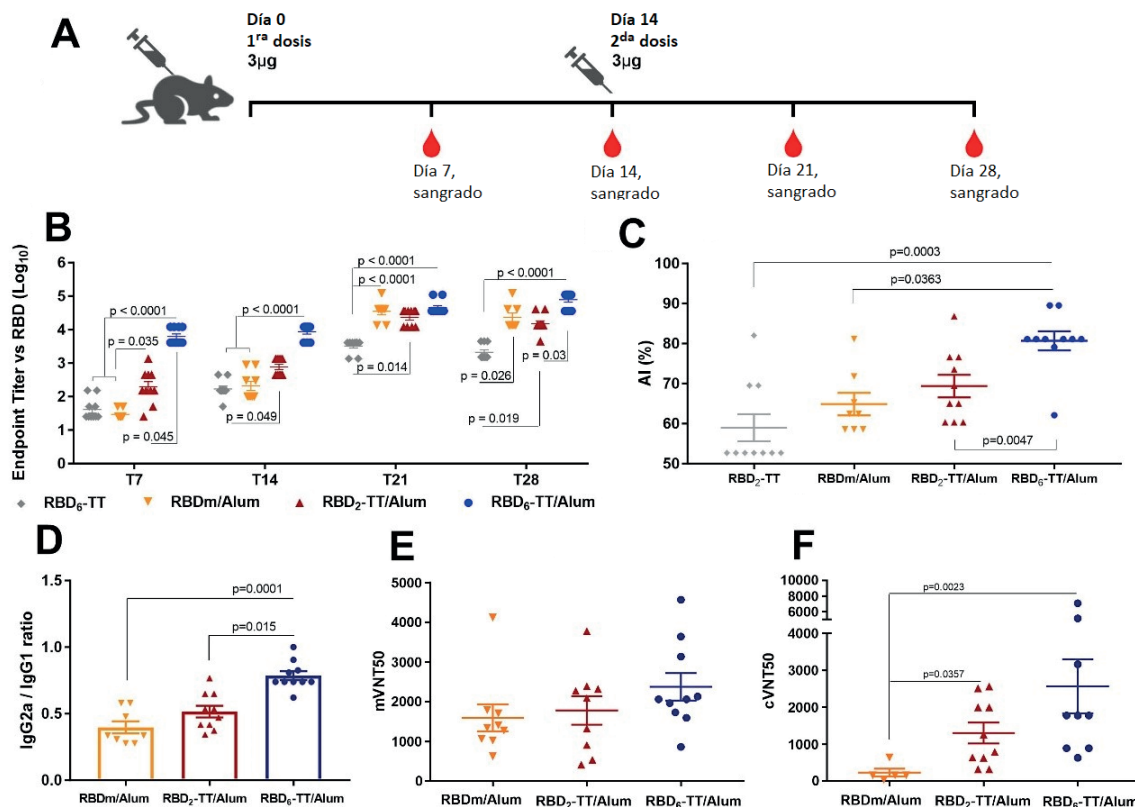 A
Día 0
1ra dosis
3µg
Día 14
2da dosis
3µg
Día 7,
sangrado
Día 14,
sangrado
Día 21,
sangrado
Día 28,
sangrado
B
Endpoint Titer vs RBD (Log10)
6
5
4
3
2
1
0
p < 0.0001
p = 0.035
p = 0.045
p < 0.0001
p = 0.049
p < 0.0001
p < 0.0001
p = 0.014
p < 0.0001
p = 0.03
p = 0.026
p = 0.019
T7 T14 T21 T28
RBD6-TT RBDm/Alum RBD2-TT/Alum RBD6-TT/Alum
C
AI (%)
100
90
80
70
60
50
p=0.0003
p=0.0363
p=0.0047
RBD2-TT RBDm/Alum RBD2-TT/Alum RBD6-TT/Alum
D
IgG2a / IgG1 ratio
1.5
1.0
0.5
0.0
p=0.0001
p=0.015
RBDm/Alum RBD2-TT/Alum RBD6-TT/Alum
E
mVNT50
5000
4000
3000
2000
1000
0
RBDm/Alum RBD2-TT/Alum RBD6-TT/Alum
F
cVNT50
10000
8000
6000
4000
3000
2000
1000
0
p=0.0023
p=0.0357
RBDm/Alum RBD2-TT/Alum RBD6-TT/Alum